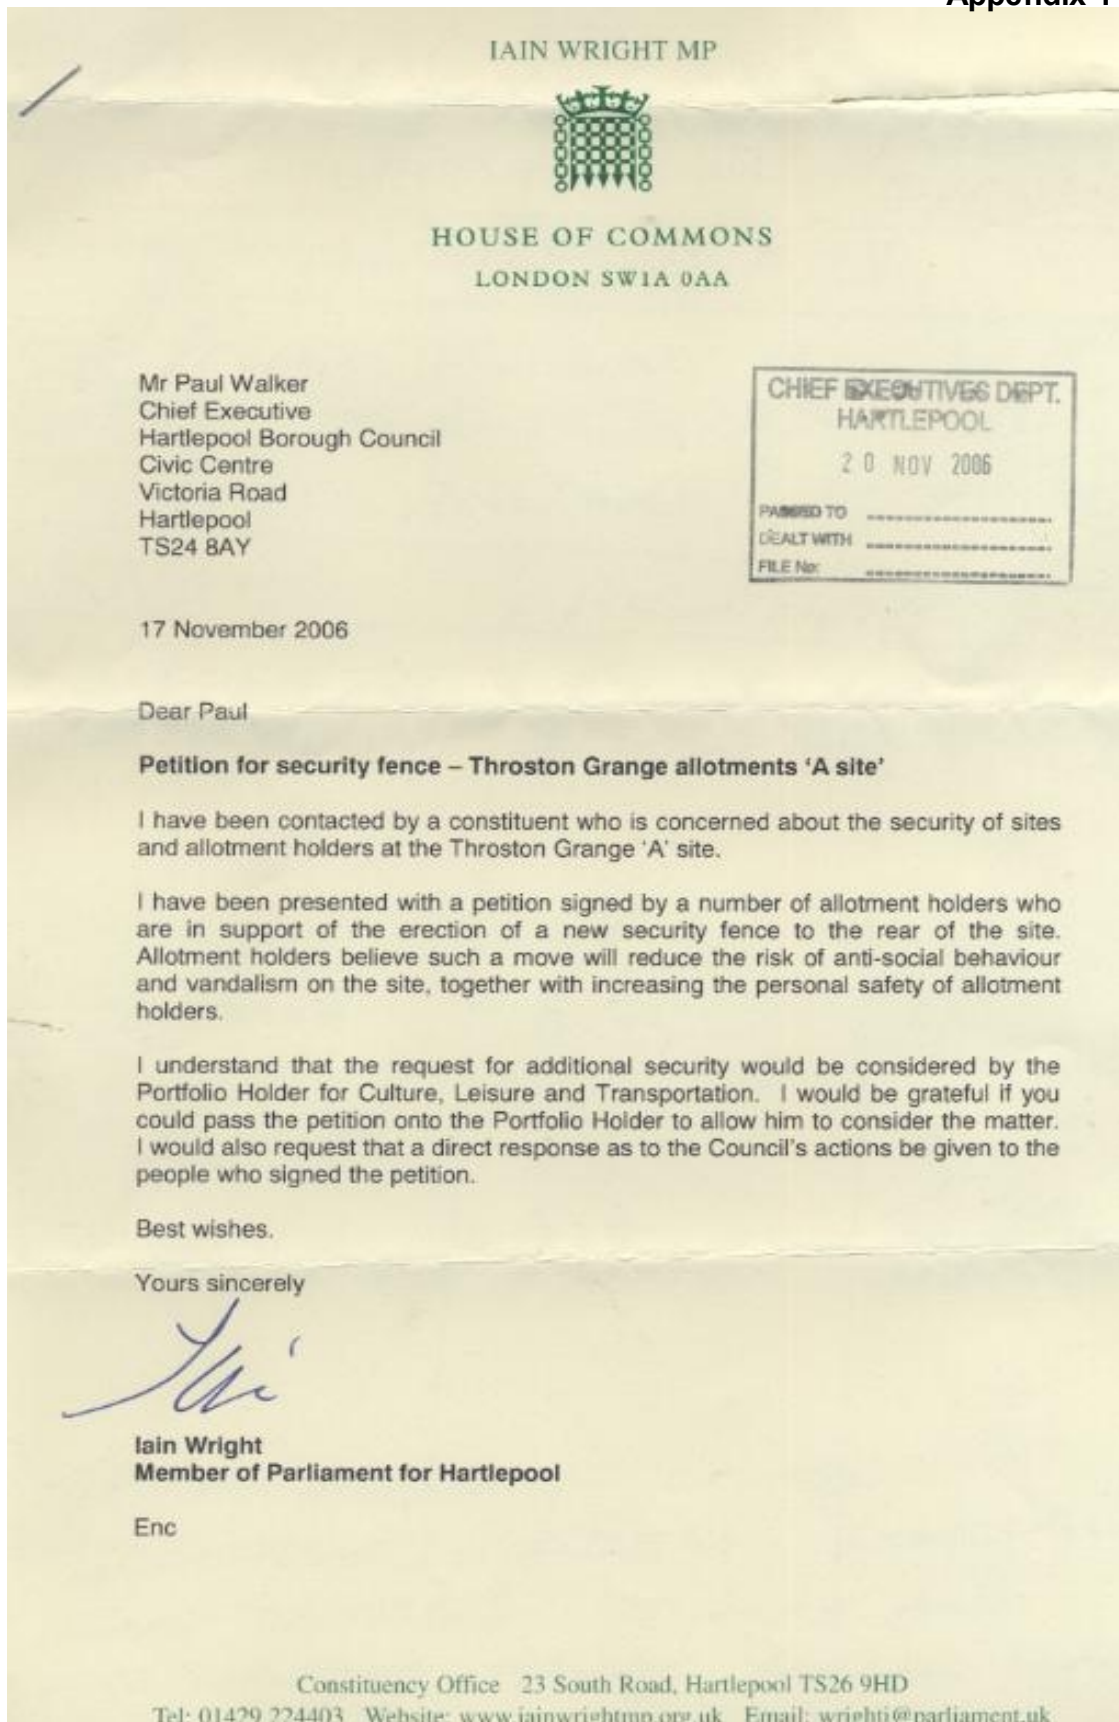 Appendix 1
IAIN WRIGHT MP
HOUSE OF COMMONS
LONDON SW1A 0AA
Mr Paul Walker
Chief Executive
Hartlepool Borough Council
Civic Centre
Victoria Road
Hartlepool
TS24 8AY
CHIEF EXECUTIVES DEPT.
HARTLEPOOL
20 NOV 2006
PASSED TO
DEALT WITH
FILE No:
17 November 2006
Dear Paul
Petition for security fence – Throston Grange allotments ‘A site’
I have been contacted by a constituent who is concerned about the security of sites
and allotment holders at the Throston Grange ‘A’ site.
I have been presented with a petition signed by a number of allotment holders who
are in support of the erection of a new security fence to the rear of the site.
Allotment holders believe such a move will reduce the risk of anti-social behaviour
and vandalism on the site, together with increasing the personal safety of allotment
holders.
I understand that the request for additional security would be considered by the
Portfolio Holder for Culture, Leisure and Transportation. I would be grateful if you
could pass the petition onto the Portfolio Holder to allow him to consider the matter.
I would also request that a direct response as to the Council’s actions be given to the
people who signed the petition.
Best wishes.
Yours sincerely
Iain
Iain Wright
Member of Parliament for Hartlepool
Enc
Constituency Office 23 South Road, Hartlepool TS26 9HD
Tel: 01429 224403 Website: www.iainwrightmp.org.uk Email: wrighti@parliament.uk